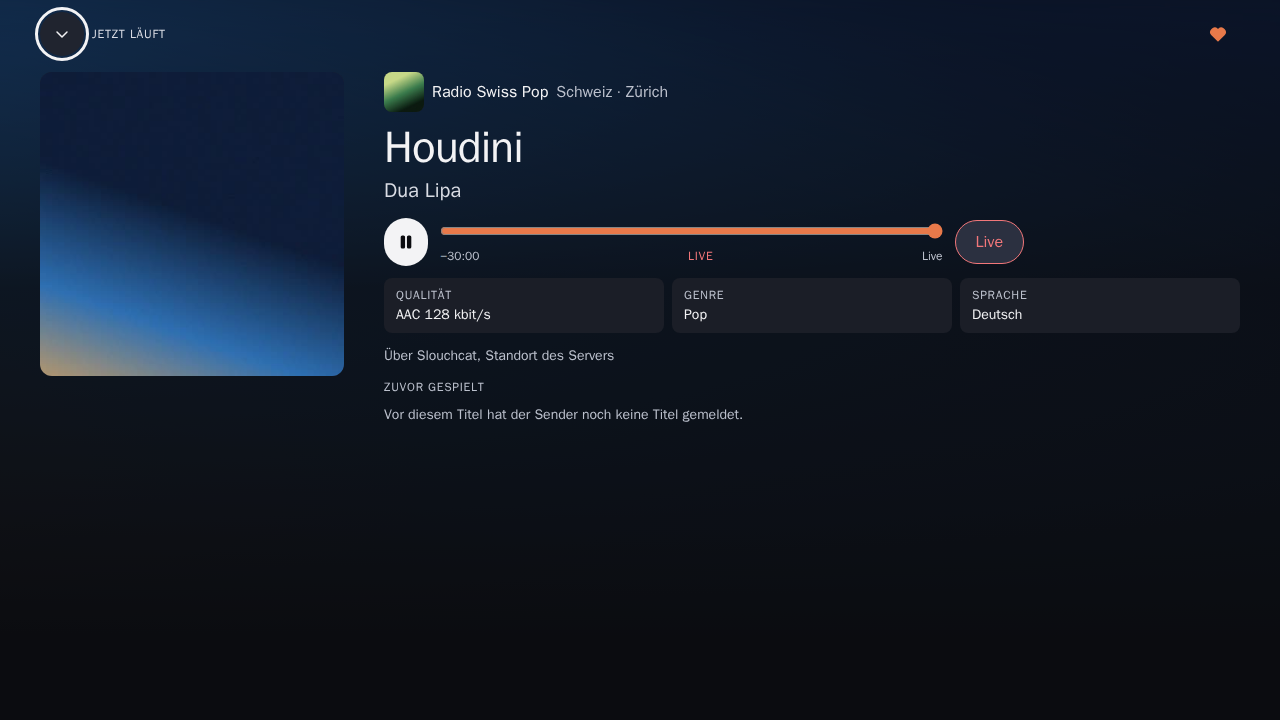 JETZT LÄUFT
Radio Swiss Pop Schweiz · Zürich
Houdini
Dua Lipa
−30:00 LIVE Live
Live
QUALITÄT
AAC 128 kbit/s
GENRE
Pop
SPRACHE
Deutsch
Über Slouchcat, Standort des Servers
ZUVOR GESPIELT
Vor diesem Titel hat der Sender noch keine Titel gemeldet.